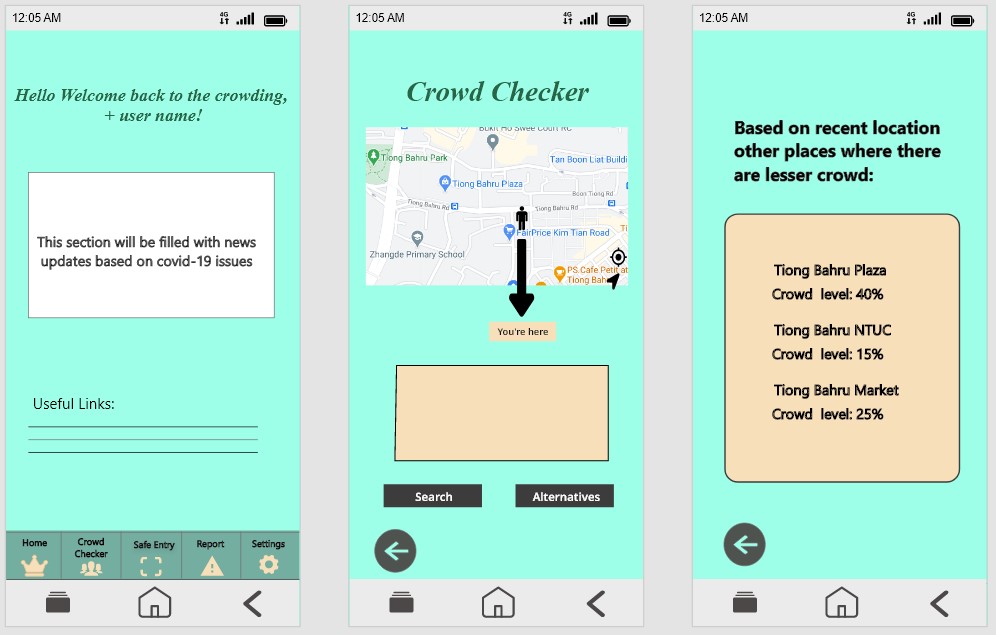 12:05 AM
4G
Hello Welcome back to the crowding,
+ user name!
This section will be filled with news
updates based on covid-19 issues
Useful Links:
Home
Crowd
Checker
Safe Entry
Report
Settings
12:05 AM
4G
Crowd Checker
Bukit Ho Swee Court RC
Tiong Bahru Park
Tan Boon Liat Buildi
Tiong Bahru Plaza
Boon Tiong Rd
Tiong Bahru Rd
Tiong Bahru Rd
FairPrice Kim Tian Road
Ti
Zhangde Primary School
PS.Cafe Petit at
Tiong Bah
You're here
Search
Alternatives
12:05 AM
4G
Based on recent location
other places where there
are lesser crowd:
Tiong Bahru Plaza
Crowd level: 40%
Tiong Bahru NTUC
Crowd level: 15%
Tiong Bahru Market
Crowd level: 25%